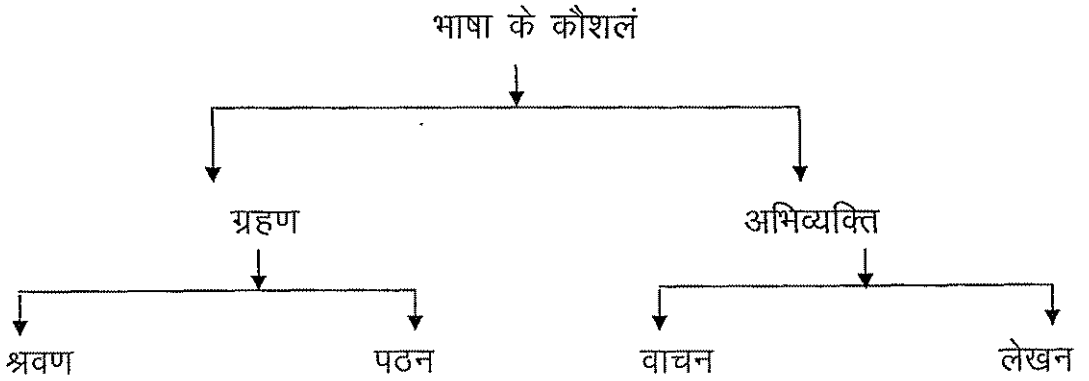 भाषा के कौशलं
ग्रहण अभिव्यक्ति
श्रवण पठन वाचन लेखन